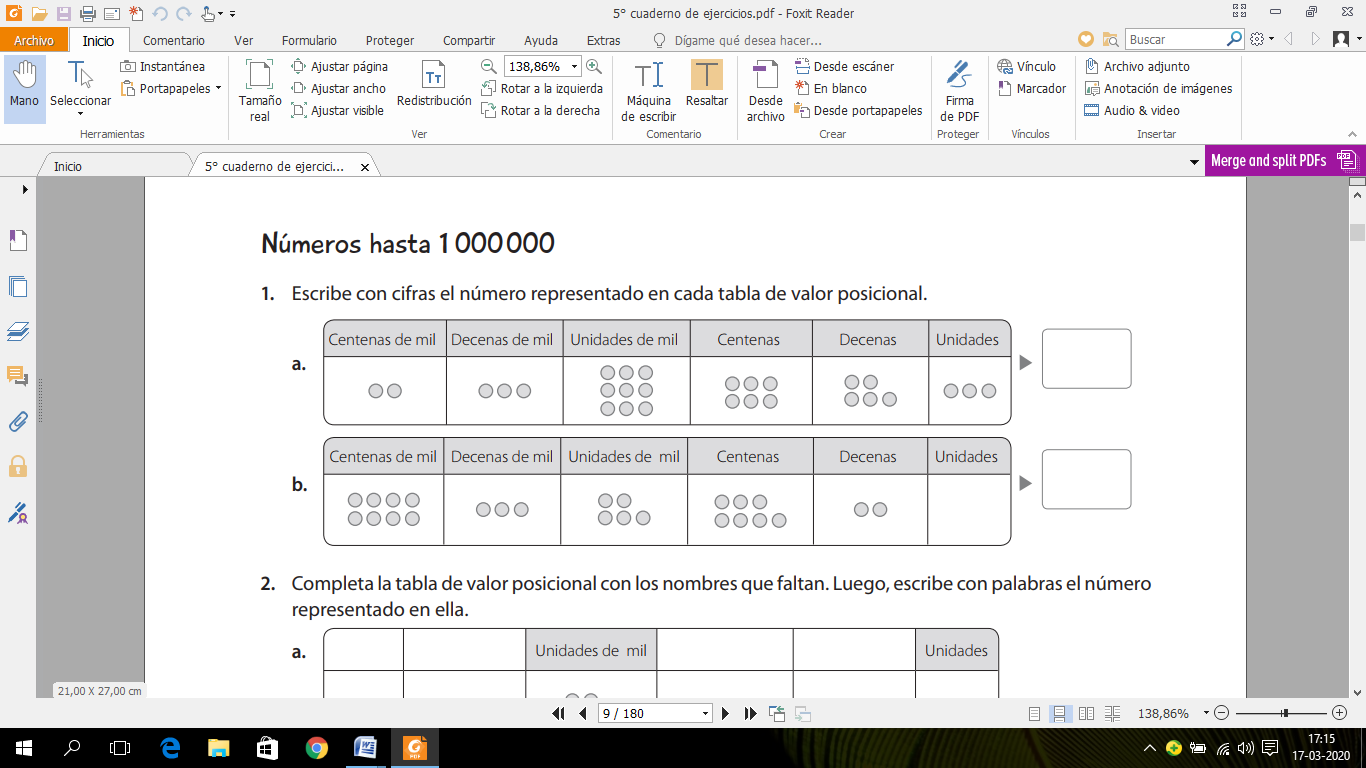 5° cuaderno de ejercicios.pdf - Foxit Reader
Archivo Inicio Comentario Ver Formulario Proteger Compartir Ayuda Extras Dígame qué desea hacer... Buscar
Mano
Seleccionar
Instantánea
Portapapeles
Herramientas
Tamaño real
Ajustar página
Ajustar ancho
Ajustar visible
Redistribución
138,86%
Rotar a la izquierda
Rotar a la derecha
Ver
Máquina de escribir
Resaltar
Comentario
Desde archivo
Desde escáner
En blanco
Desde portapapeles
Crear
Firma de PDF
Proteger
Vínculo
Marcador
Vínculos
Archivo adjunto
Anotación de imágenes
Audio & video
Insertar
Inicio 5° cuaderno de ejercici... Merge and split PDFs
Números hasta 1 000 000
1. Escribe con cifras el número representado en cada tabla de valor posicional.
a.
Centenas de mil Decenas de mil Unidades de mil Centenas Decenas Unidades
b.
Centenas de mil Decenas de mil Unidades de mil Centenas Decenas Unidades
2. Completa la tabla de valor posicional con los nombres que faltan. Luego, escribe con palabras el número
representado en ella.
a.
Unidades de mil Unidades
21,00 X 27,00 cm
9 / 180 138,86%
17:15
17-03-2020